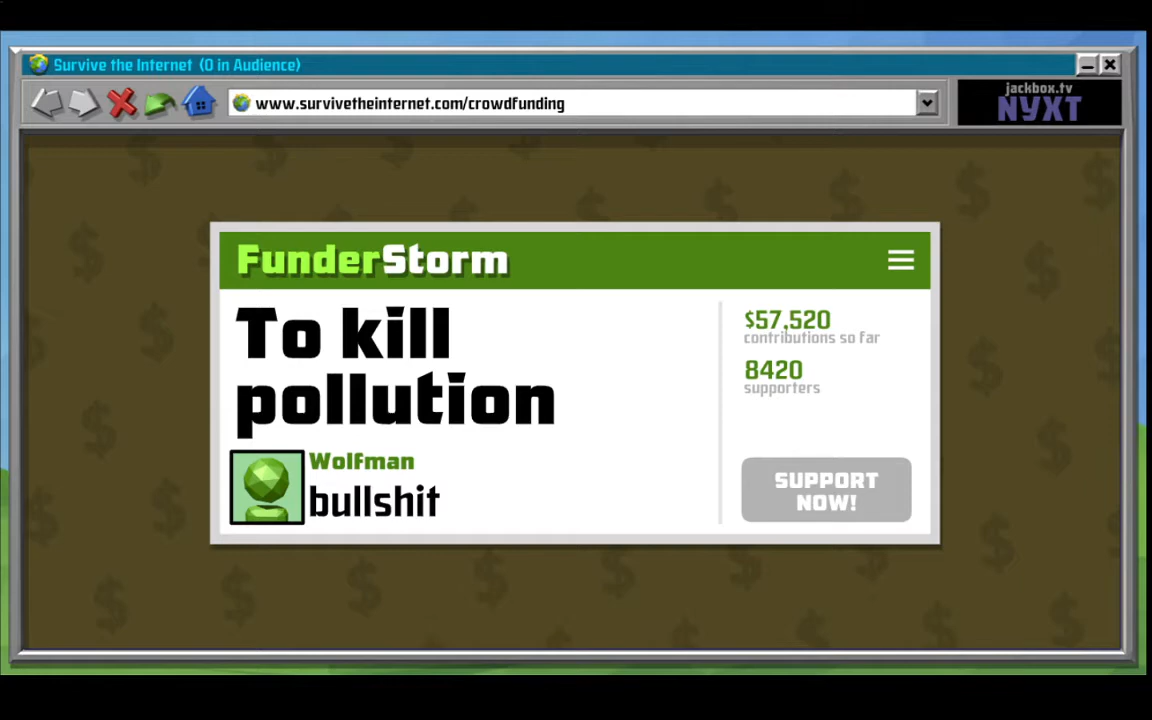 Survive the Internet (0 in Audience)
www.survivetheinternet.com/crowdfunding
jackbox.tv
NYXT
FunderStorm
To kill
pollution
Wolfman
bullshit
$57,520
contributions so far
8420
supporters
SUPPORT
NOW!